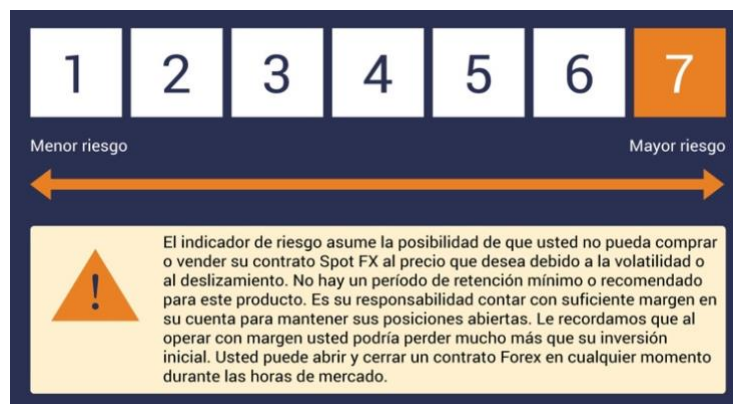 1 2 3 4 5 6 7
Menor riesgo Mayor riesgo
!
El indicador de riesgo asume la posibilidad de que usted no pueda comprar
o vender su contrato Spot FX al precio que desea debido a la volatilidad o
al deslizamiento. No hay un período de retención mínimo o recomendado
para este producto. Es su responsabilidad contar con suficiente margen en
su cuenta para mantener sus posiciones abiertas. Le recordamos que al
operar con margen usted podría perder mucho más que su inversión
inicial. Usted puede abrir y cerrar un contrato Forex en cualquier momento
durante las horas de mercado.